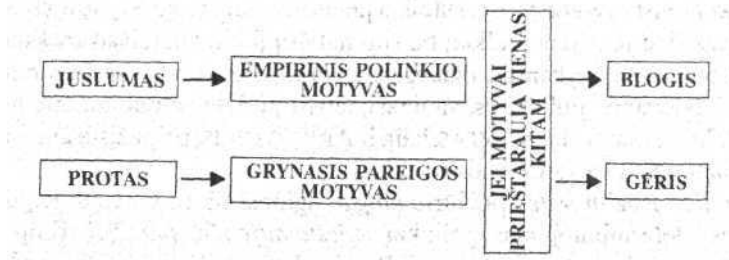 JUSLUMAS
EMPIRINIS POLINKIO
MOTYVAS
JEI MOTYVAI
PRIEŠTARAUJA VIENAS
KITAM
BLOGIS
PROTAS
GRYNASIS PAREIGOS
MOTYVAS
GĖRIS